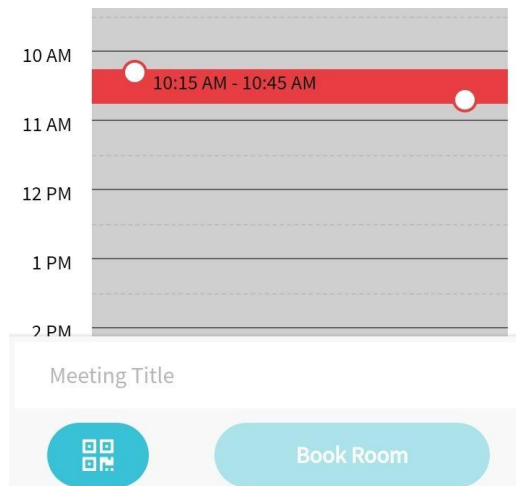 10 AM
10:15 AM - 10:45 AM
11 AM
12 PM
1 PM
2 PM
Meeting Title
Book Room